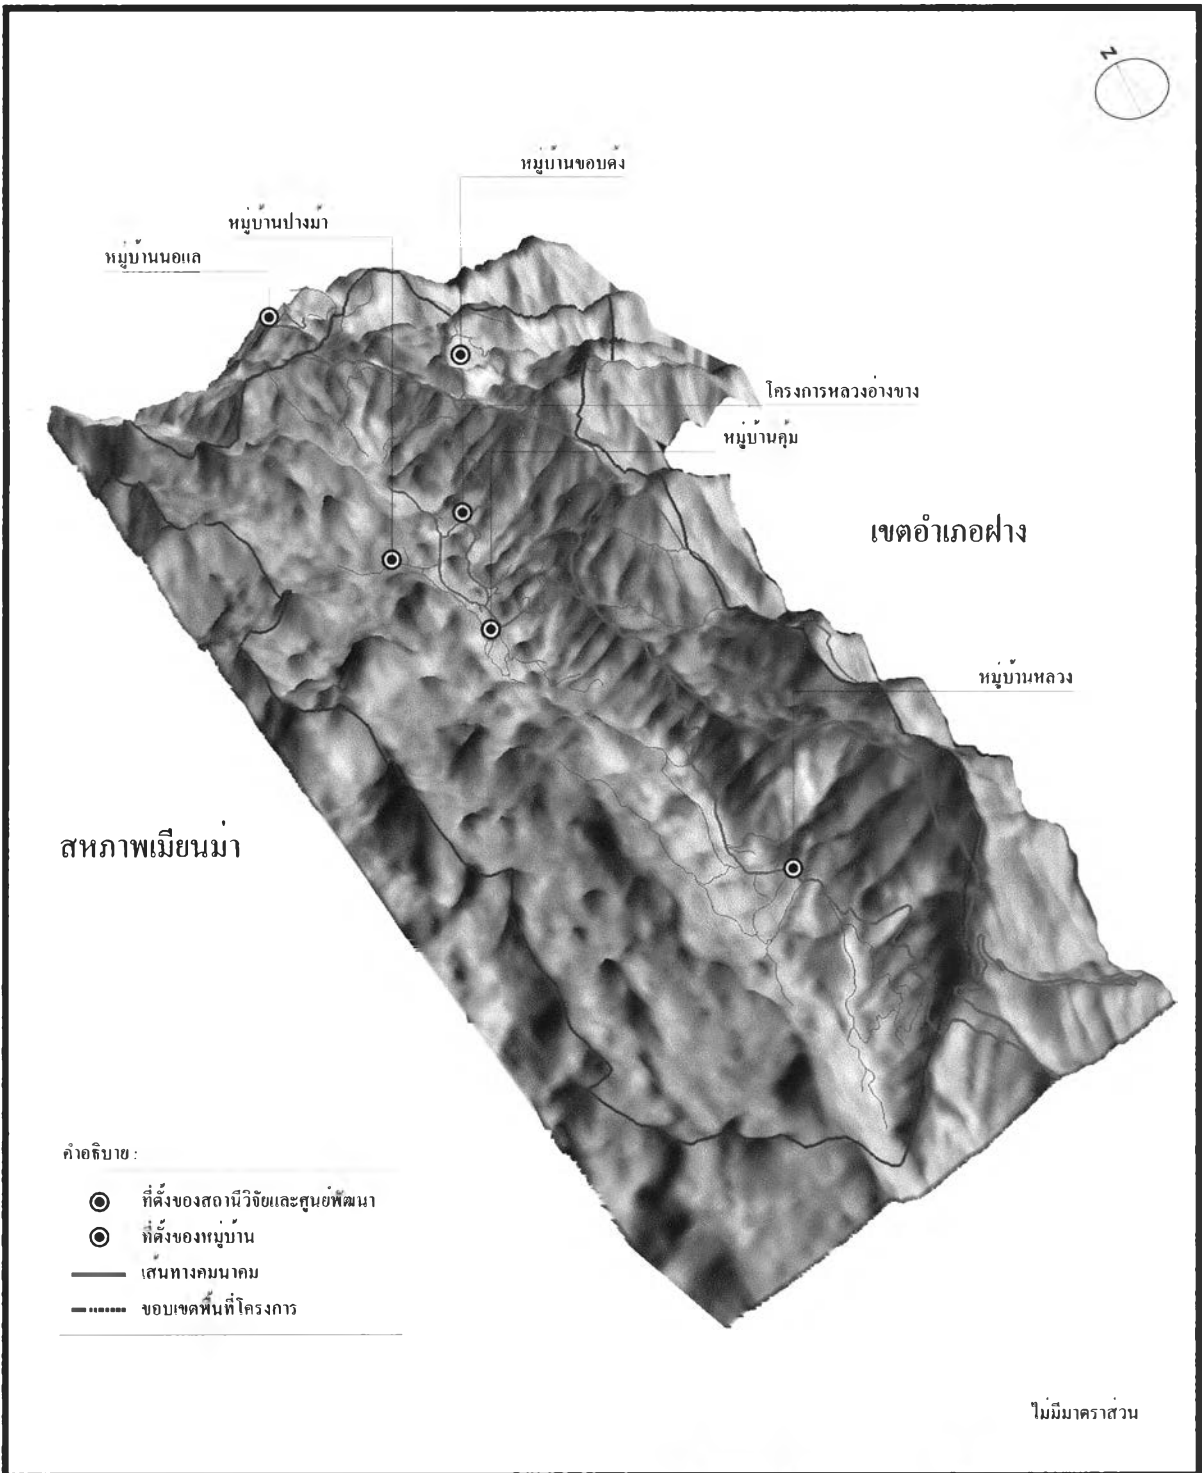 N
หมู่บ้านขอบด้ง
หมู่บ้านปางม้า
หมู่บ้านนอแล
โครงการหลวงอ่างขาง
หมู่บ้านคุ้ม
เขตอำเภอฝาง
หมู่บ้านหลวง
สหภาพเมียนม่า
คำอธิบาย :
ที่ตั้งของสถานีวิจัยและศูนย์พัฒนา
ที่ตั้งของหมู่บ้าน
เส้นทางคมนาคม
ขอบเขตพื้นที่โครงการ
ไม่มีมาตราส่วน